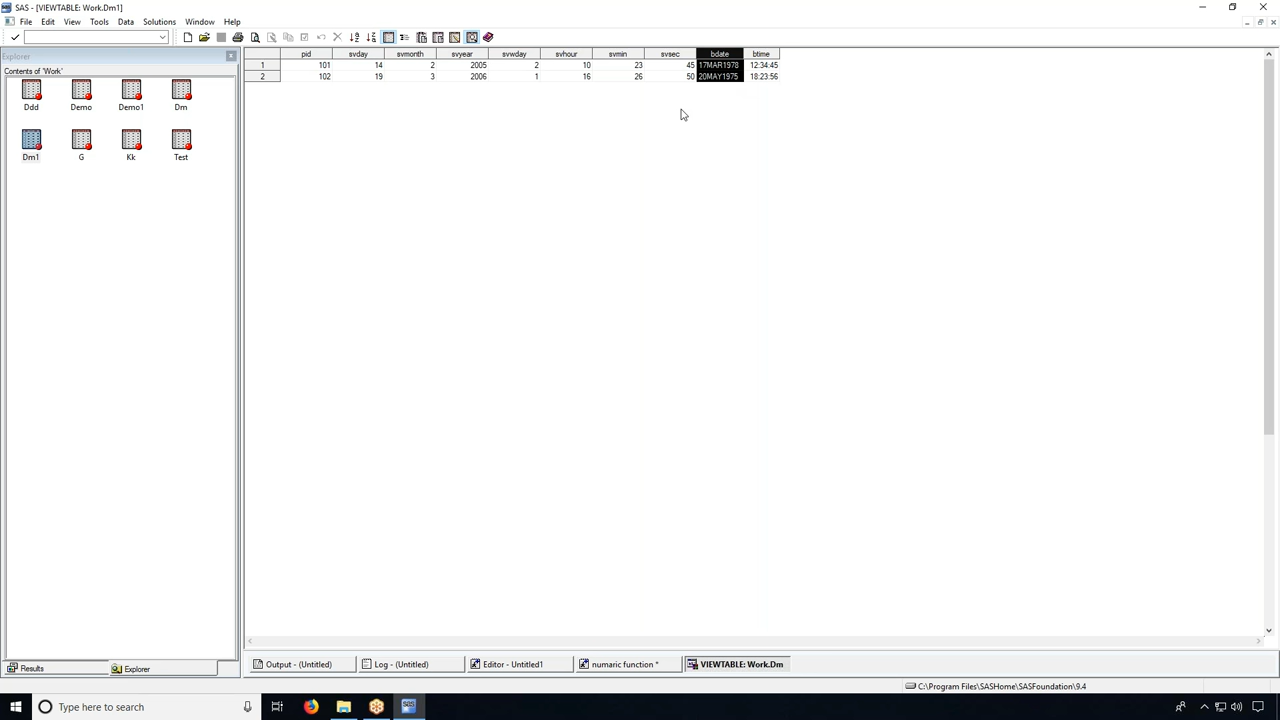 SAS - [VIEWTABLE: Work.Dm1]
File Edit View Tools Data Solutions Window Help
Explorer
Contents of 'Work'
Ddd Demo Demo1 Dm
Dm1 G Kk Test
pid svday svmonth svyear svwday svhour svmin svsec bdate btime
1 101 14 2 2005 2 10 23 45 17MAR1978 12:34:45
2 102 19 3 2006 1 16 26 50 20MAY1975 18:23:56
Results Explorer
Output - (Untitled) Log - (Untitled) Editor - Untitled1 numaric function * VIEWTABLE: Work.Dm
C:\Program Files\SASHome\SASFoundation\9.4
Type here to search
SAS